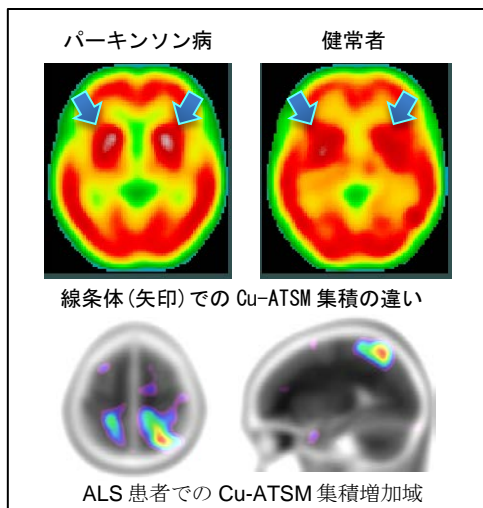 パーキンソン病 健常者
線条体(矢印)での Cu-ATSM 集積の違い
ALS 患者での Cu-ATSM 集積増加域